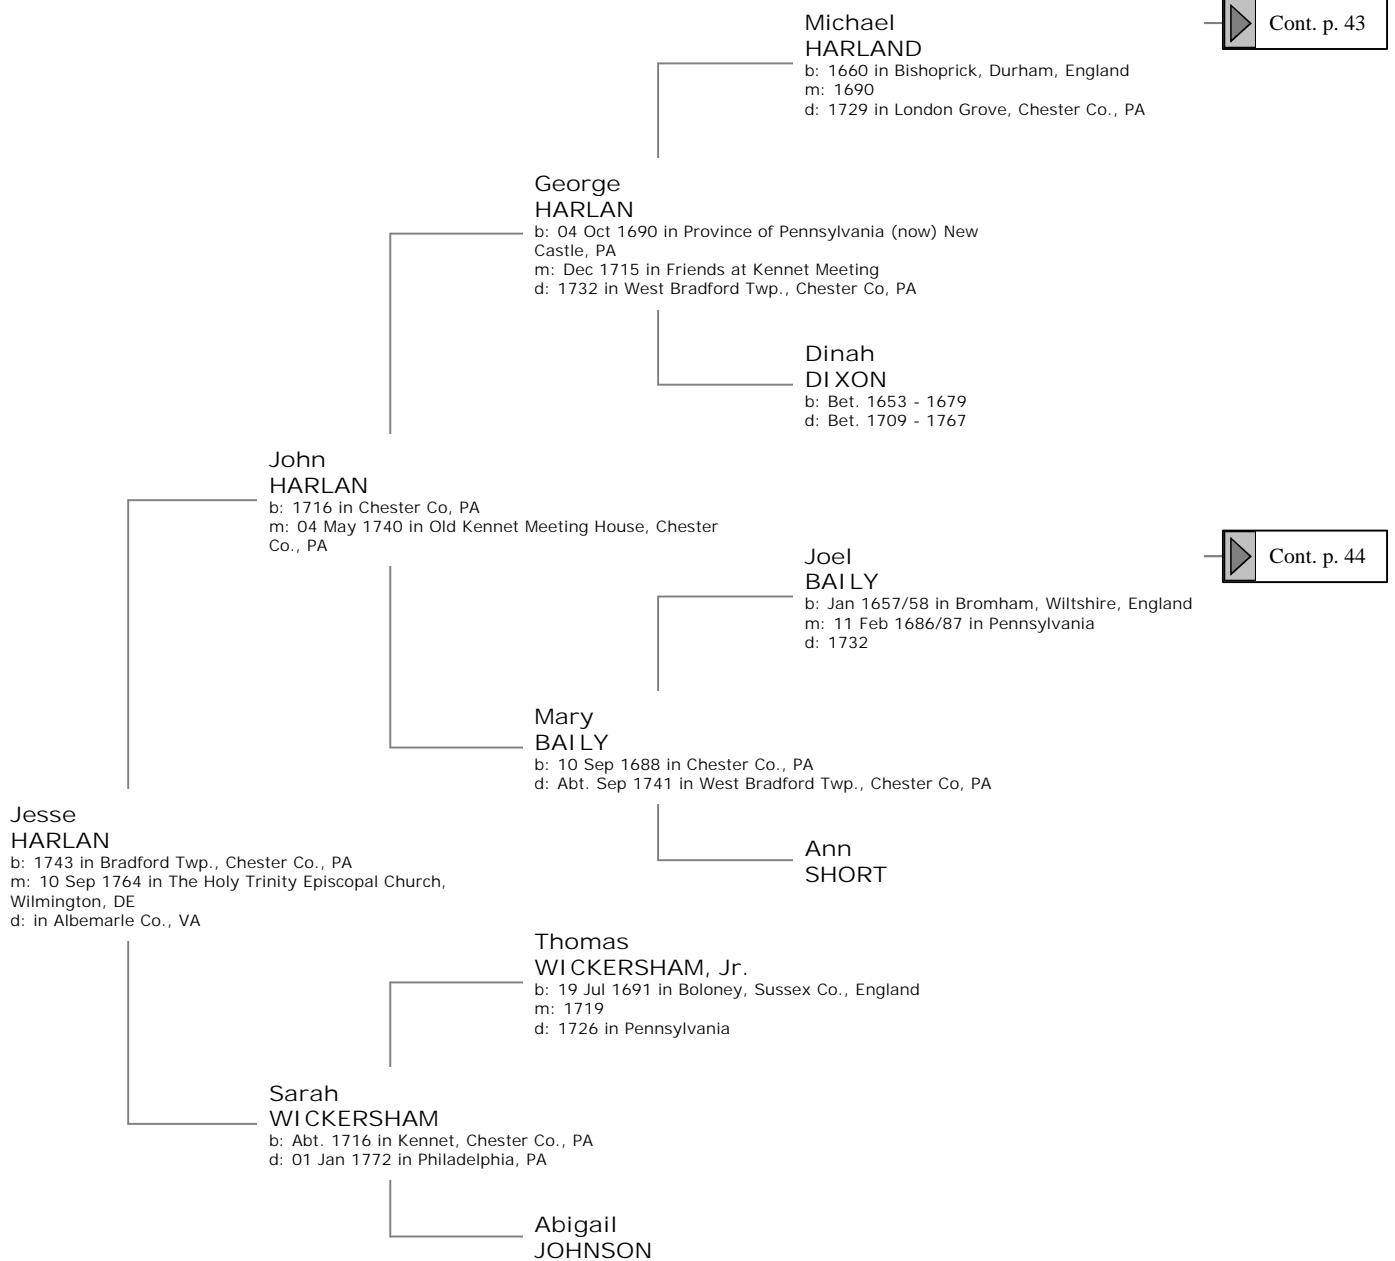 Michael
HARLAND
b: 1660 in Bishoprick, Durham, England
m: 1690
d: 1729 in London Grove, Chester Co., PA
Cont. p. 43
George
HARLAN
b: 04 Oct 1690 in Province of Pennsylvania (now) New
Castle, PA
m: Dec 1715 in Friends at Kennet Meeting
d: 1732 in West Bradford Twp., Chester Co, PA
Dinah
DIXON
b: Bet. 1653 - 1679
d: Bet. 1709 - 1767
John
HARLAN
b: 1716 in Chester Co, PA
m: 04 May 1740 in Old Kennet Meeting House, Chester
Co., PA
Joel
BAILY
b: Jan 1657/58 in Bromham, Wiltshire, England
m: 11 Feb 1686/87 in Pennsylvania
d: 1732
Cont. p. 44
Mary
BAILY
b: 10 Sep 1688 in Chester Co., PA
d: Abt. Sep 1741 in West Bradford Twp., Chester Co, PA
Jesse
HARLAN
b: 1743 in Bradford Twp., Chester Co., PA
m: 10 Sep 1764 in The Holy Trinity Episcopal Church,
Wilmington, DE
d: in Albemarle Co., VA
Ann
SHORT
Thomas
WICKERSHAM, Jr.
b: 19 Jul 1691 in Boloney, Sussex Co., England
m: 1719
d: 1726 in Pennsylvania
Sarah
WICKERSHAM
b: Abt. 1716 in Kennet, Chester Co., PA
d: 01 Jan 1772 in Philadelphia, PA
Abigail
JOHNSON